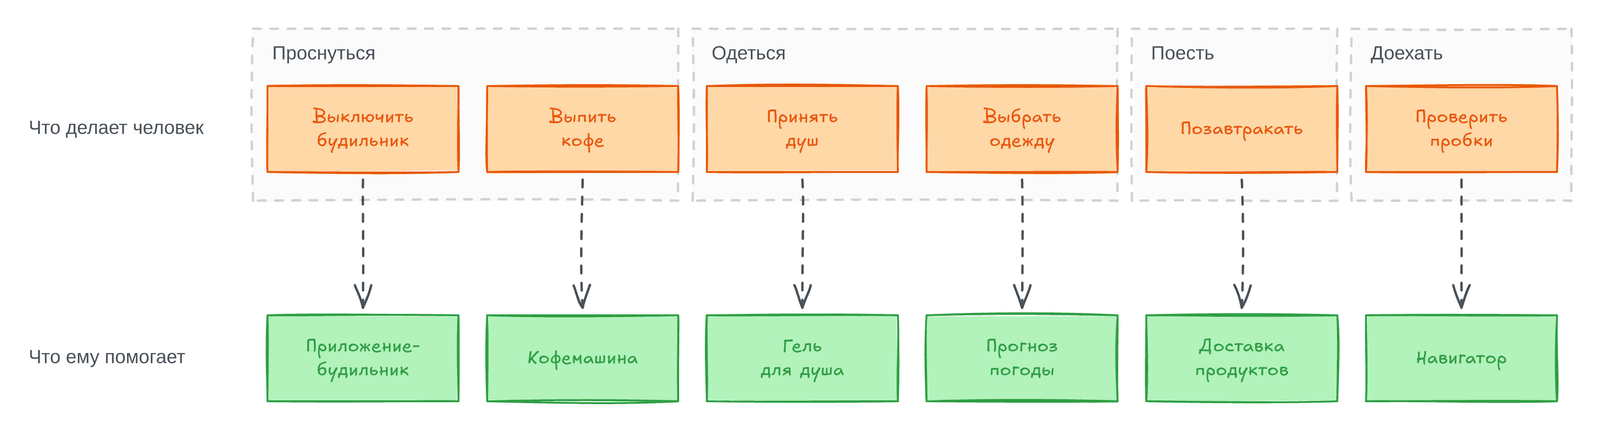 Проснуться
Одеться
Поесть
Доехать
Что делает человек
Выключить
будильник
Выпить
кофе
Принять
душ
Выбрать
одежду
Позавтракать
Проверить
пробки
Что ему помогает
Приложение-
будильник
Кофемашина
Гель
для душа
Прогноз
погоды
Доставка
продуктов
Навигатор